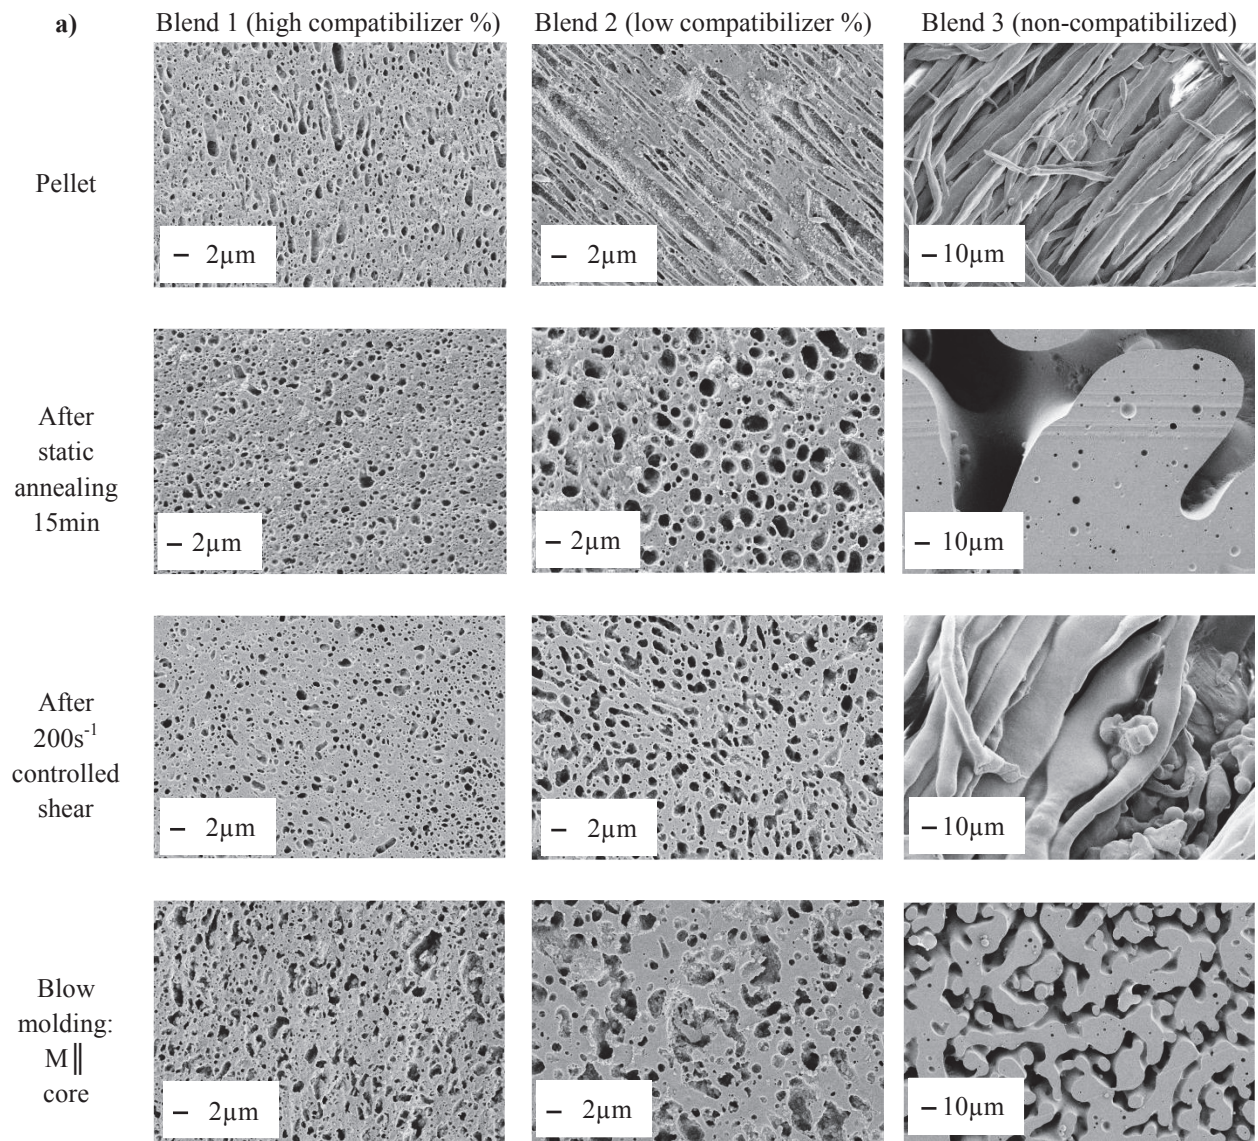 a) Blend 1 (high compatibilizer %) Blend 2 (low compatibilizer %) Blend 3 (non-compatibilized)
Pellet
– 2µm – 2µm – 10µm
After
static
annealing
15min
– 2µm – 2µm – 10µm
After
200s⁻¹
controlled
shear
– 2µm – 2µm – 10µm
Blow
molding:
M‖
core
– 2µm – 2µm – 10µm